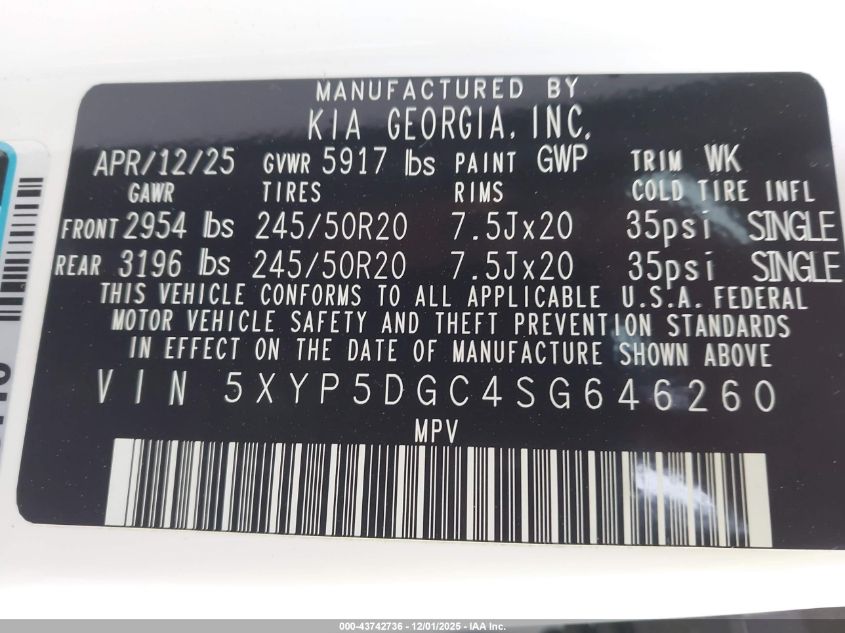 MANUFACTURED BY
KIA GEORGIA, INC.
APR/12/25 GVWR 5917 lbs PAINT GWP TRIM WK
GAWR TIRES RIMS COLD TIRE INFL
FRONT 2954 lbs 245/50R20 7.5Jx20 35psi SINGLE
REAR 3196 lbs 245/50R20 7.5Jx20 35psi SINGLE
THIS VEHICLE CONFORMS TO ALL APPLICABLE U.S.A. FEDERAL
MOTOR VEHICLE SAFETY AND THEFT PREVENTION STANDARDS
IN EFFECT ON THE DATE OF MANUFACTURE SHOWN ABOVE
VIN 5XYP5DGC4SG646260
MPV
000-43742736 - 12/01/2025 - IAA Inc.